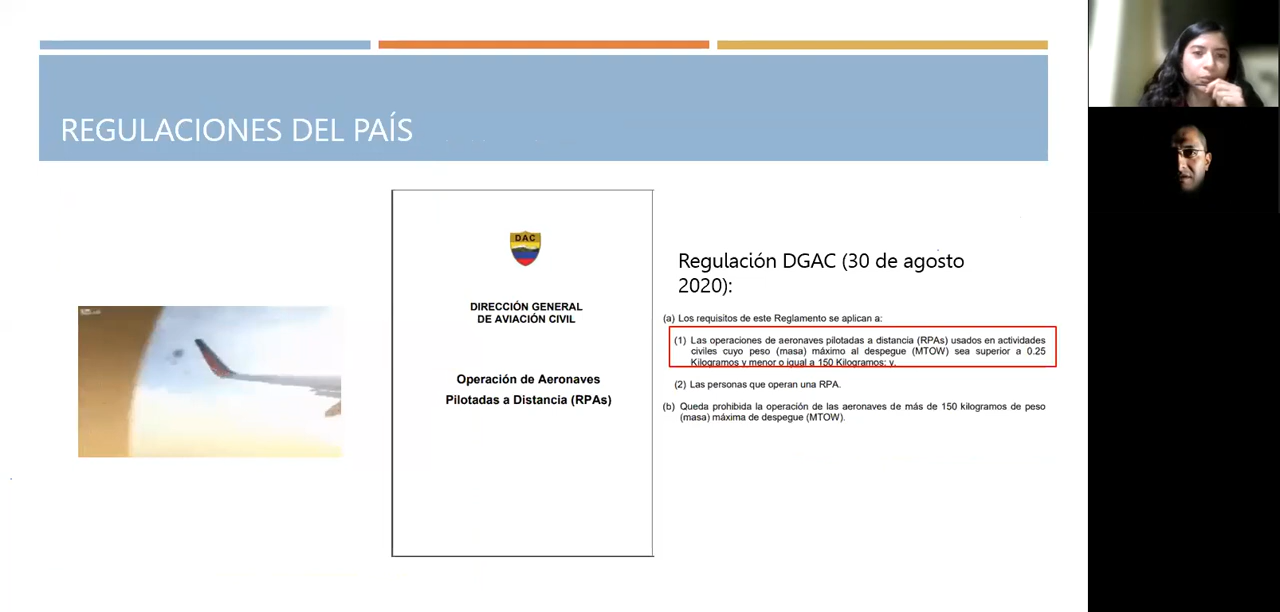 REGULACIONES DEL PAÍS
DAC
DIRECCIÓN GENERAL
DE AVIACIÓN CIVIL
Operación de Aeronaves
Pilotadas a Distancia (RPAs)
Regulación DGAC (30 de agosto
2020):
(a) Los requisitos de este Reglamento se aplican a:
(1) Las operaciones de aeronaves pilotadas a distancia (RPAs) usados en actividades
civiles cuyo peso (masa) máximo al despegue (MTOW) sea superior a 0.25
Kilogramos y menor o igual a 150 Kilogramos; y,
(2) Las personas que operan una RPA.
(b) Queda prohibida la operación de las aeronaves de más de 150 kilogramos de peso
(masa) máxima de despegue (MTOW).